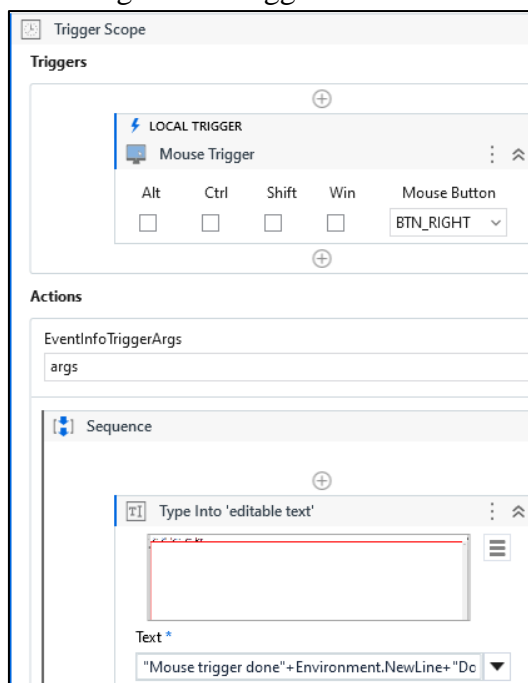 Trigger Scope
Triggers
LOCAL TRIGGER
Mouse Trigger
Alt Ctrl Shift Win Mouse Button
BTN_RIGHT
Actions
EventInfoTriggerArgs
args
Sequence
TI Type Into 'editable text'
Text *
"Mouse trigger done"+Environment.NewLine+"Do